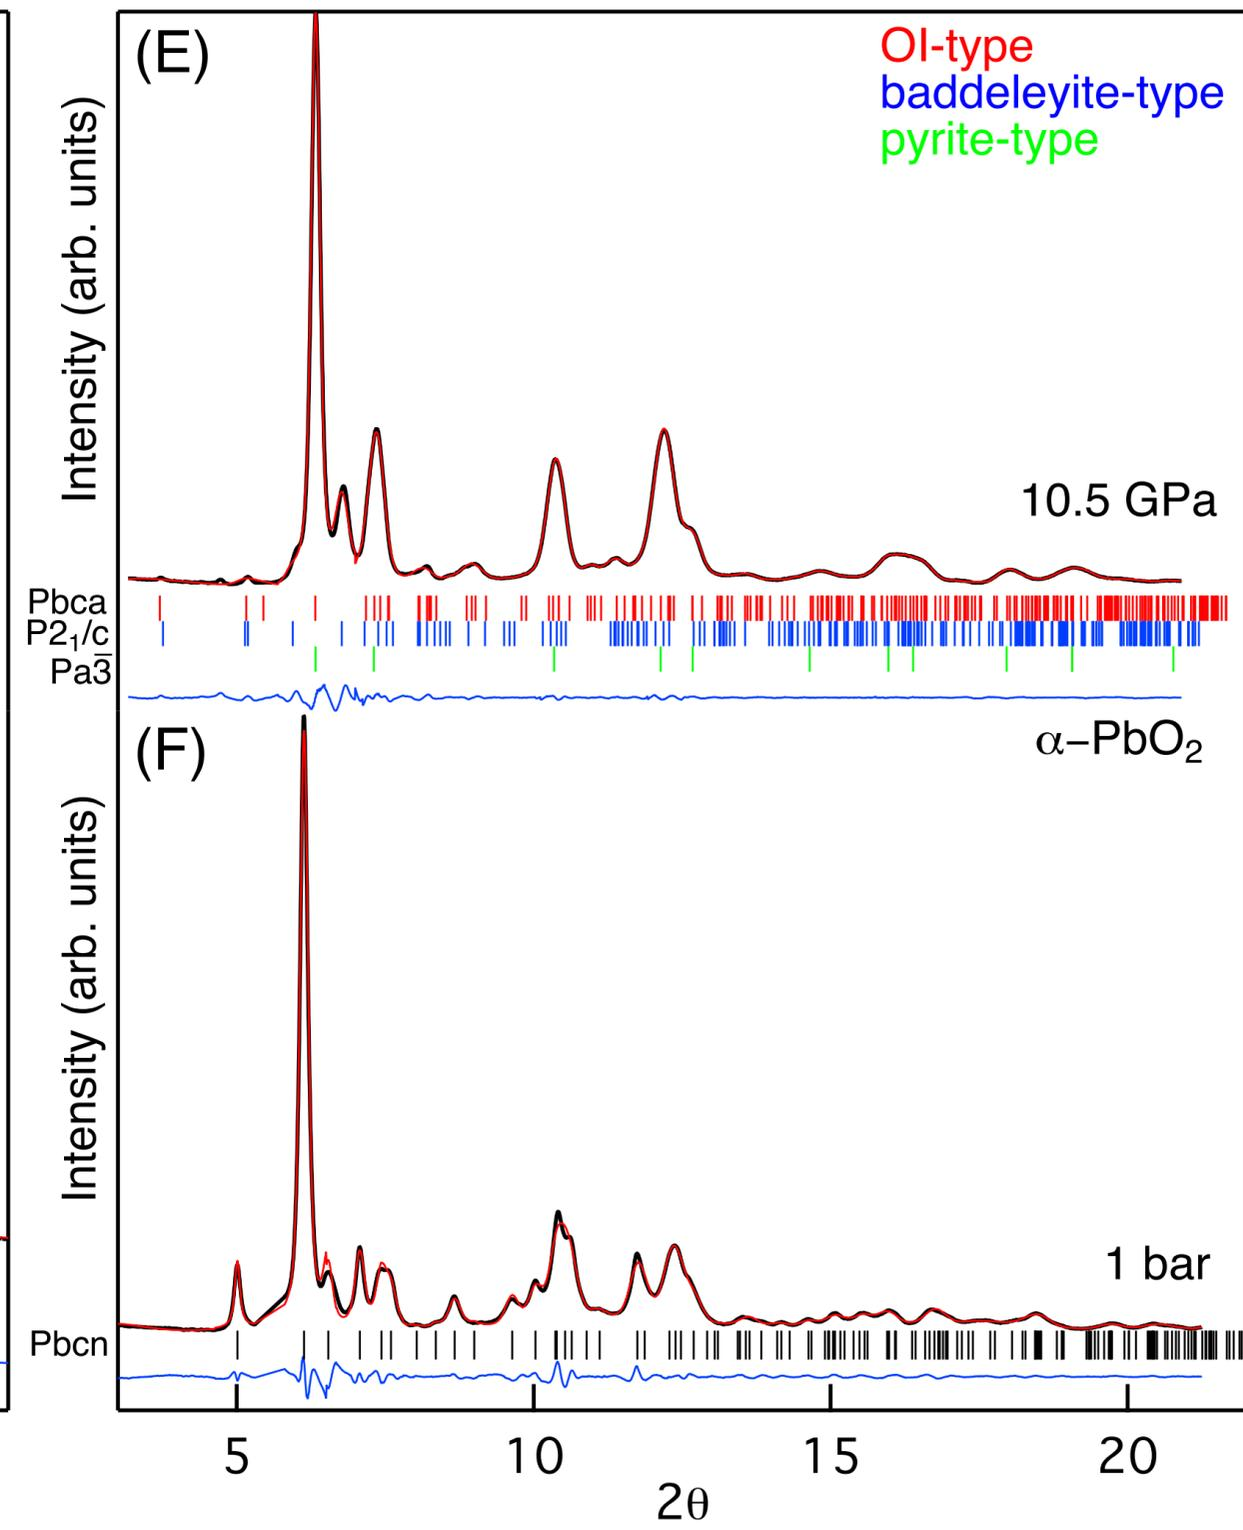 (E)
OI-type
baddeleyite-type
pyrite-type
Intensity (arb. units)
10.5 GPa
Pbca
P2₁/c
Pa3̅
(F)
α–PbO₂
Intensity (arb. units)
1 bar
Pbcn
5 10 15 20
2θ